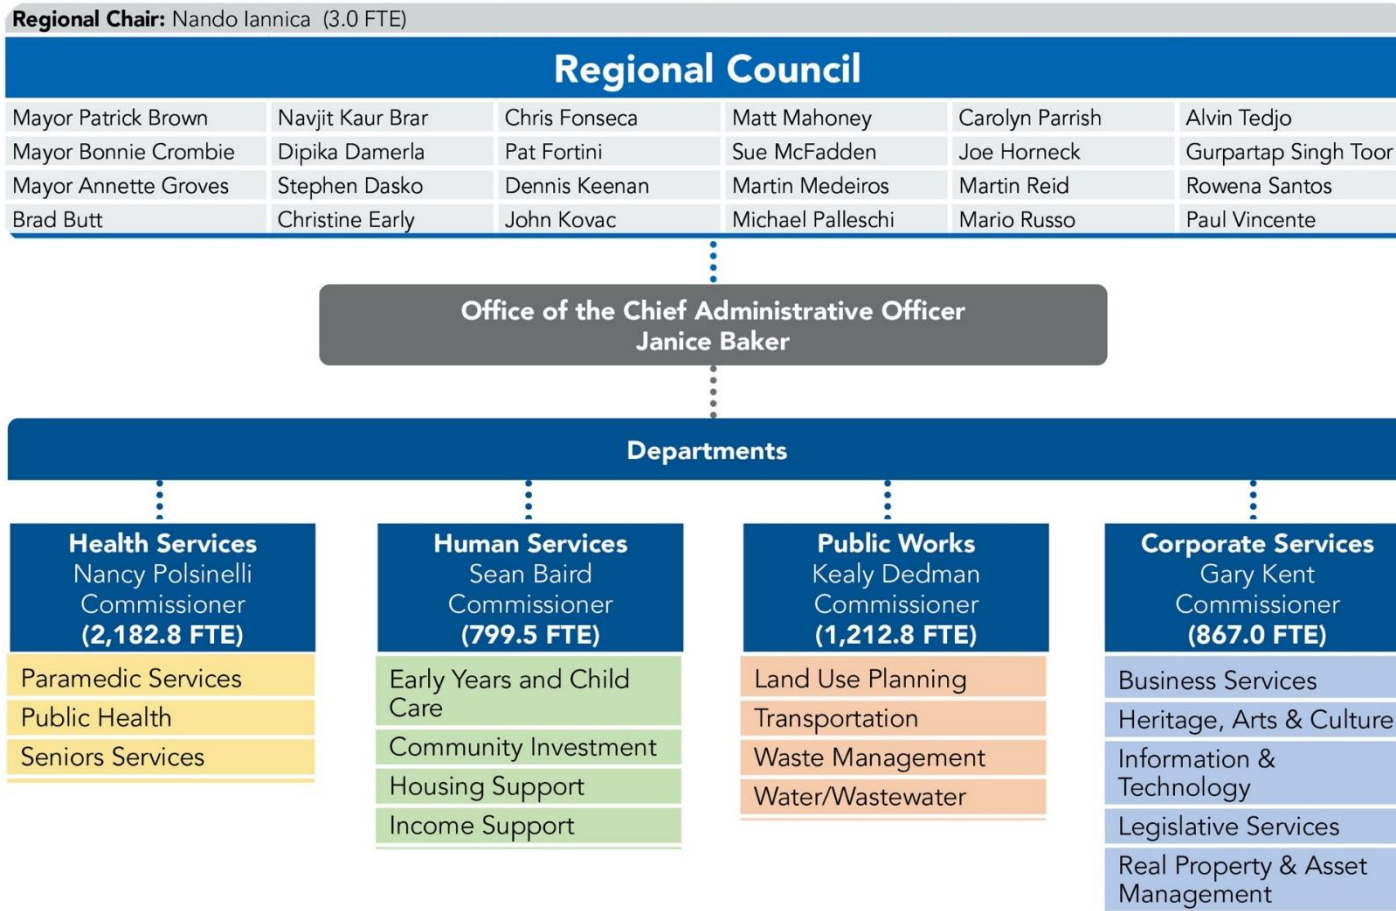 Regional Chair: Nando Iannica (3.0 FTE)
Regional Council
Mayor Patrick Brown Navjit Kaur Brar Chris Fonseca Matt Mahoney Carolyn Parrish Alvin Tedjo
Mayor Bonnie Crombie Dipika Damerla Pat Fortini Sue McFadden Joe Horneck Gurpartap Singh Toor
Mayor Annette Groves Stephen Dasko Dennis Keenan Martin Medeiros Martin Reid Rowena Santos
Brad Butt Christine Early John Kovac Michael Palleschi Mario Russo Paul Vincente
Office of the Chief Administrative Officer
Janice Baker
Departments
Health Services
Nancy Polsinelli
Commissioner
(2,182.8 FTE)
Paramedic Services
Public Health
Seniors Services
Human Services
Sean Baird
Commissioner
(799.5 FTE)
Early Years and Child
Care
Community Investment
Housing Support
Income Support
Public Works
Kealy Dedman
Commissioner
(1,212.8 FTE)
Land Use Planning
Transportation
Waste Management
Water/Wastewater
Corporate Services
Gary Kent
Commissioner
(867.0 FTE)
Business Services
Heritage, Arts & Culture
Information &
Technology
Legislative Services
Real Property & Asset
Management